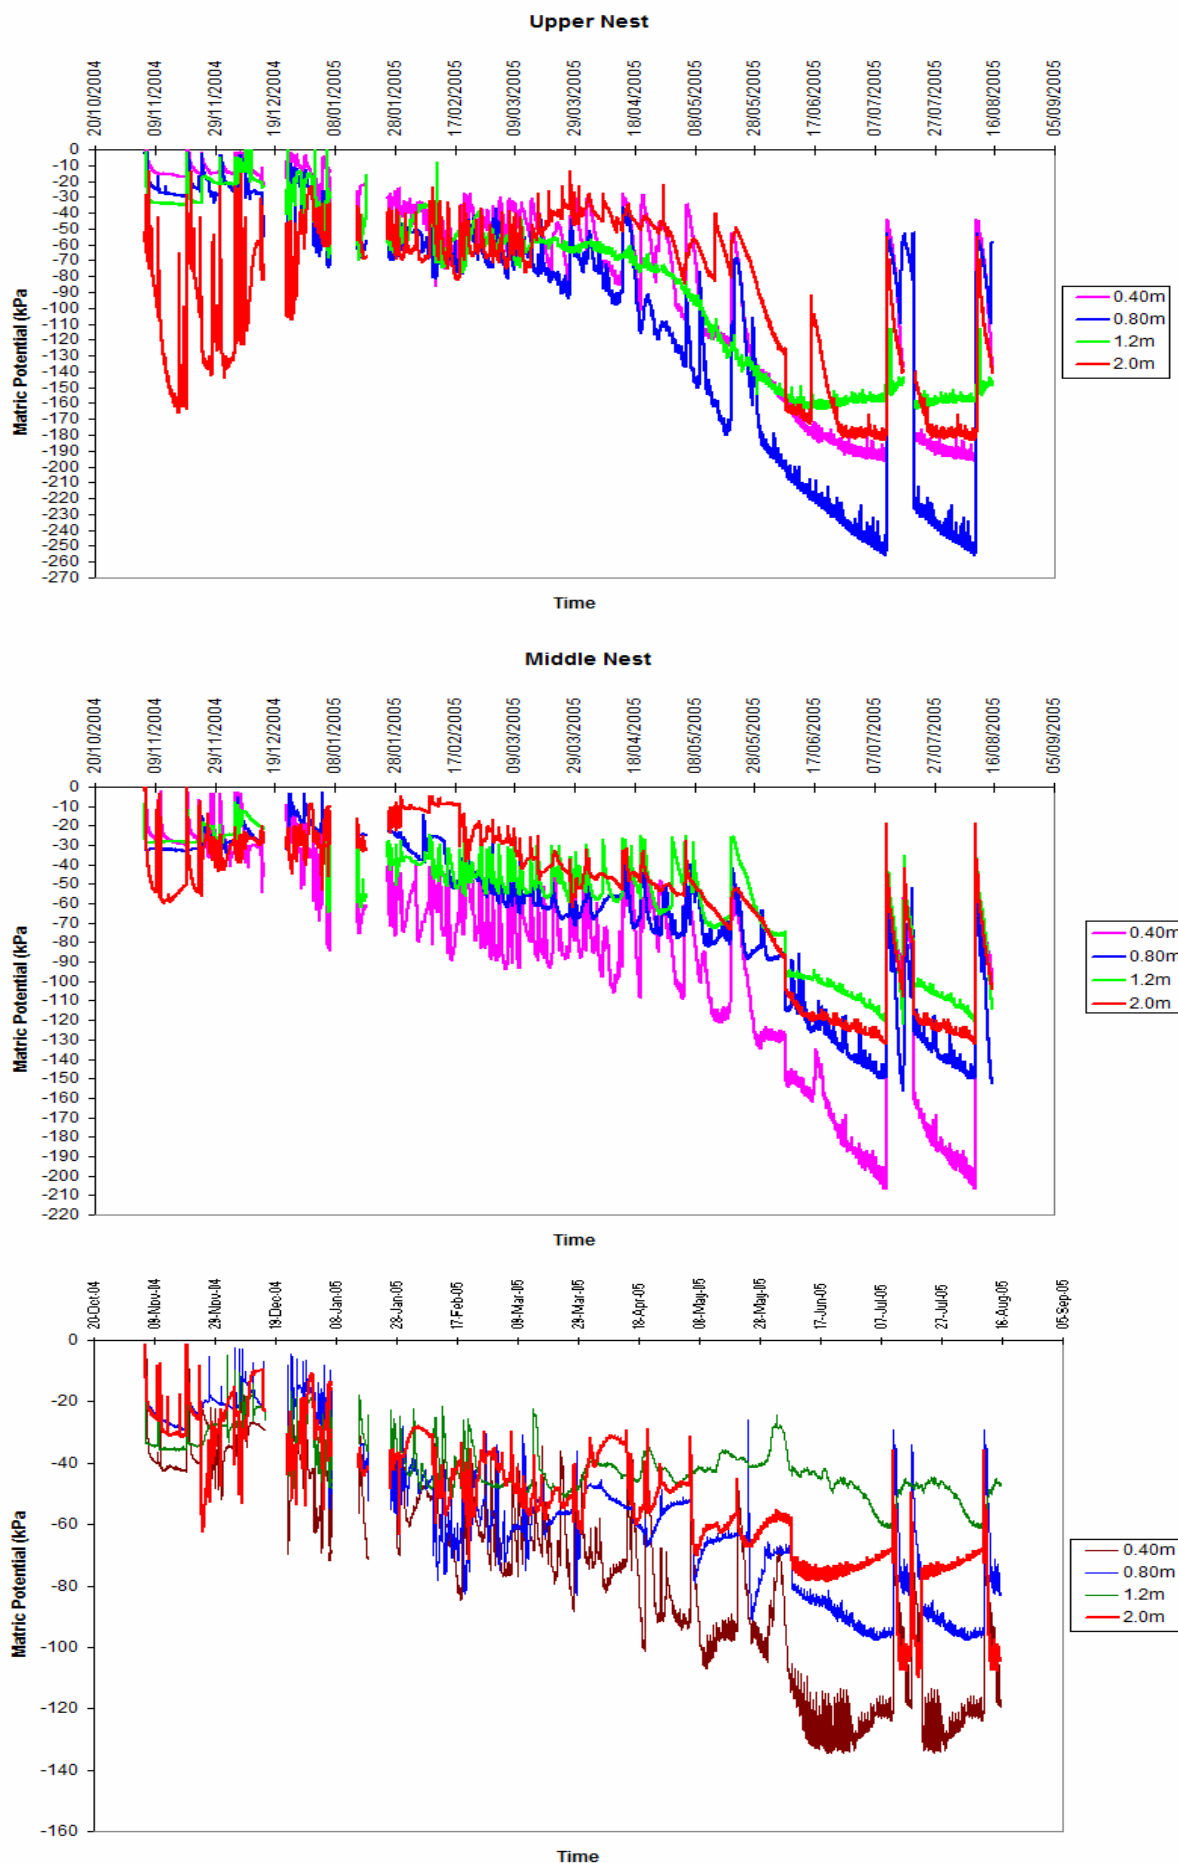 Upper Nest
20/10/2004
09/11/2004
29/11/2004
19/12/2004
08/01/2005
28/01/2005
17/02/2005
09/03/2005
29/03/2005
18/04/2005
08/05/2005
28/05/2005
17/06/2005
07/07/2005
27/07/2005
16/08/2005
05/09/2005
0
-10
-20
-30
-40
-50
-60
-70
-80
-90
-100
-110
-120
-130
-140
-150
-160
-170
-180
-190
-200
-210
-220
-230
-240
-250
-260
-270
Matric Potential (kPa
0.40m
0.80m
1.2m
2.0m
Time
Middle Nest
20/10/2004
09/11/2004
29/11/2004
19/12/2004
08/01/2005
28/01/2005
17/02/2005
09/03/2005
29/03/2005
18/04/2005
08/05/2005
28/05/2005
17/06/2005
07/07/2005
27/07/2005
16/08/2005
05/09/2005
0
-10
-20
-30
-40
-50
-60
-70
-80
-90
-100
-110
-120
-130
-140
-150
-160
-170
-180
-190
-200
-210
-220
Matric Potential (kPa
0.40m
0.80m
1.2m
2.0m
Time
20-Oct-04
09-Nov-04
29-Nov-04
19-Dec-04
08-Jan-05
28-Jan-05
17-Feb-05
09-Mar-05
29-Mar-05
18-Apr-05
08-May-05
28-May-05
17-Jun-05
07-Jul-05
27-Jul-05
16-Aug-05
05-Sep-05
0
-20
-40
-60
-80
-100
-120
-140
-160
Matric Potential (kPa
0.40m
0.80m
1.2m
2.0m
Time